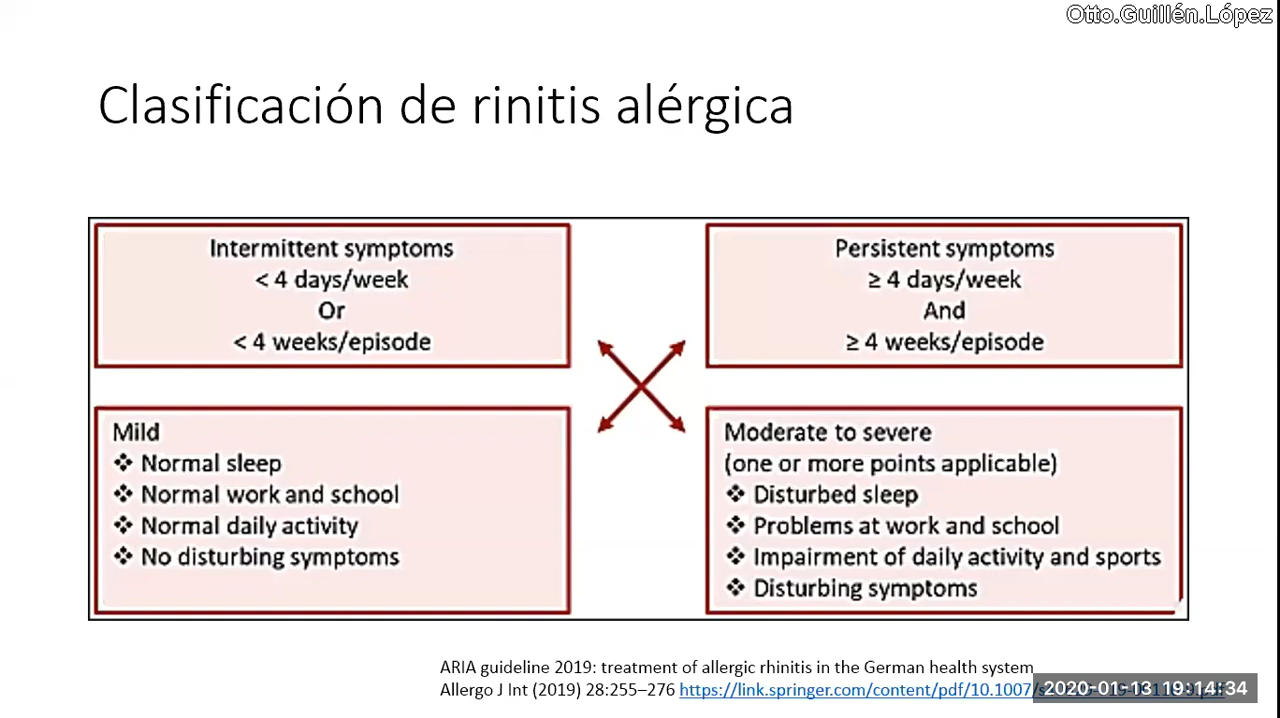 Otto.Guillén.López
Clasificación de rinitis alérgica
Intermittent symptoms
< 4 days/week
Or
< 4 weeks/episode
Persistent symptoms
≥ 4 days/week
And
≥ 4 weeks/episode
Mild
❖ Normal sleep
❖ Normal work and school
❖ Normal daily activity
❖ No disturbing symptoms
Moderate to severe
(one or more points applicable)
❖ Disturbed sleep
❖ Problems at work and school
❖ Impairment of daily activity and sports
❖ Disturbing symptoms
ARIA guideline 2019: treatment of allergic rhinitis in the German health system
Allergo J Int (2019) 28:255–276 https://link.springer.com/content/pdf/10.1007/
2020-01-13 19:14:34